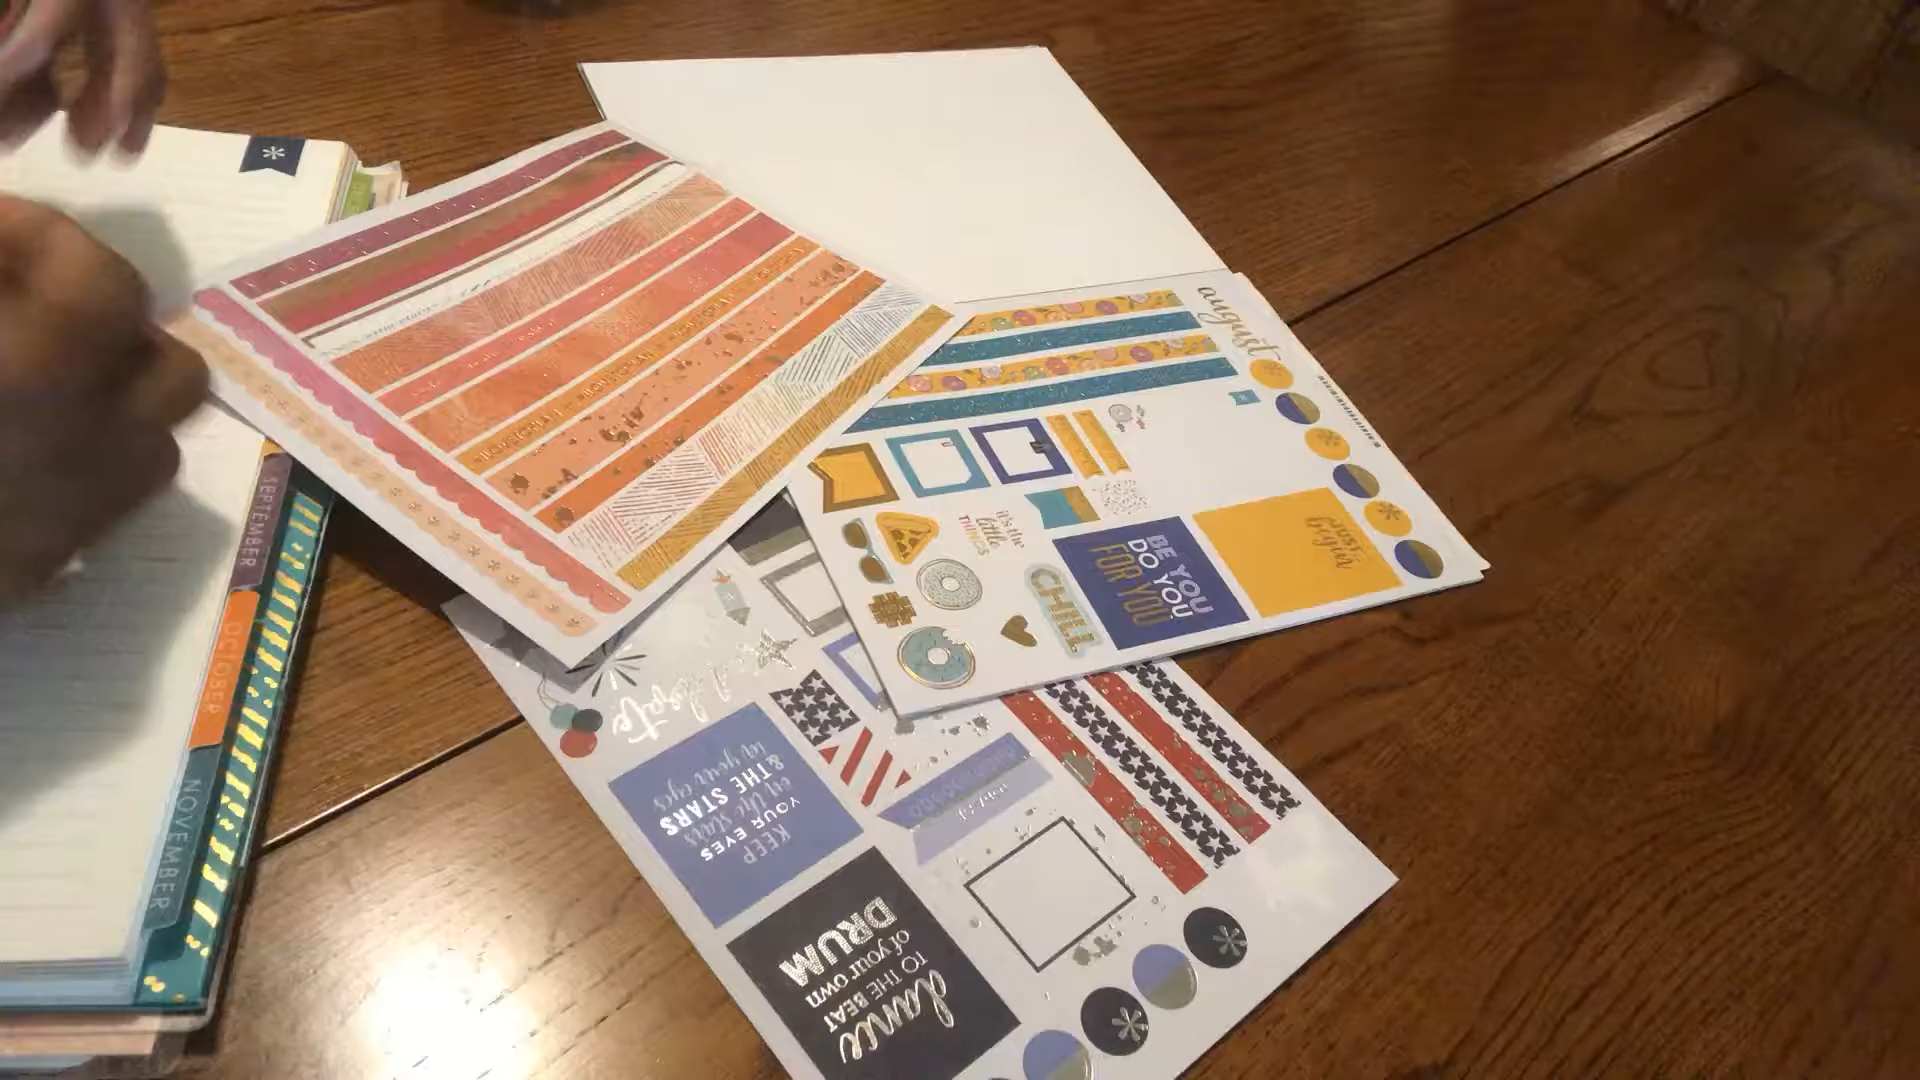 SEPTEMBER
OCTOBER
NOVEMBER
august
it's the
little
THINGS
CHILL
BE YOU
DO YOU
FOR YOU
JUST
begin
celebrate
KEEP
YOUR EYES
on the stars
& THE STARS
in your eyes
dance
TO THE BEAT
of your own
DRUM